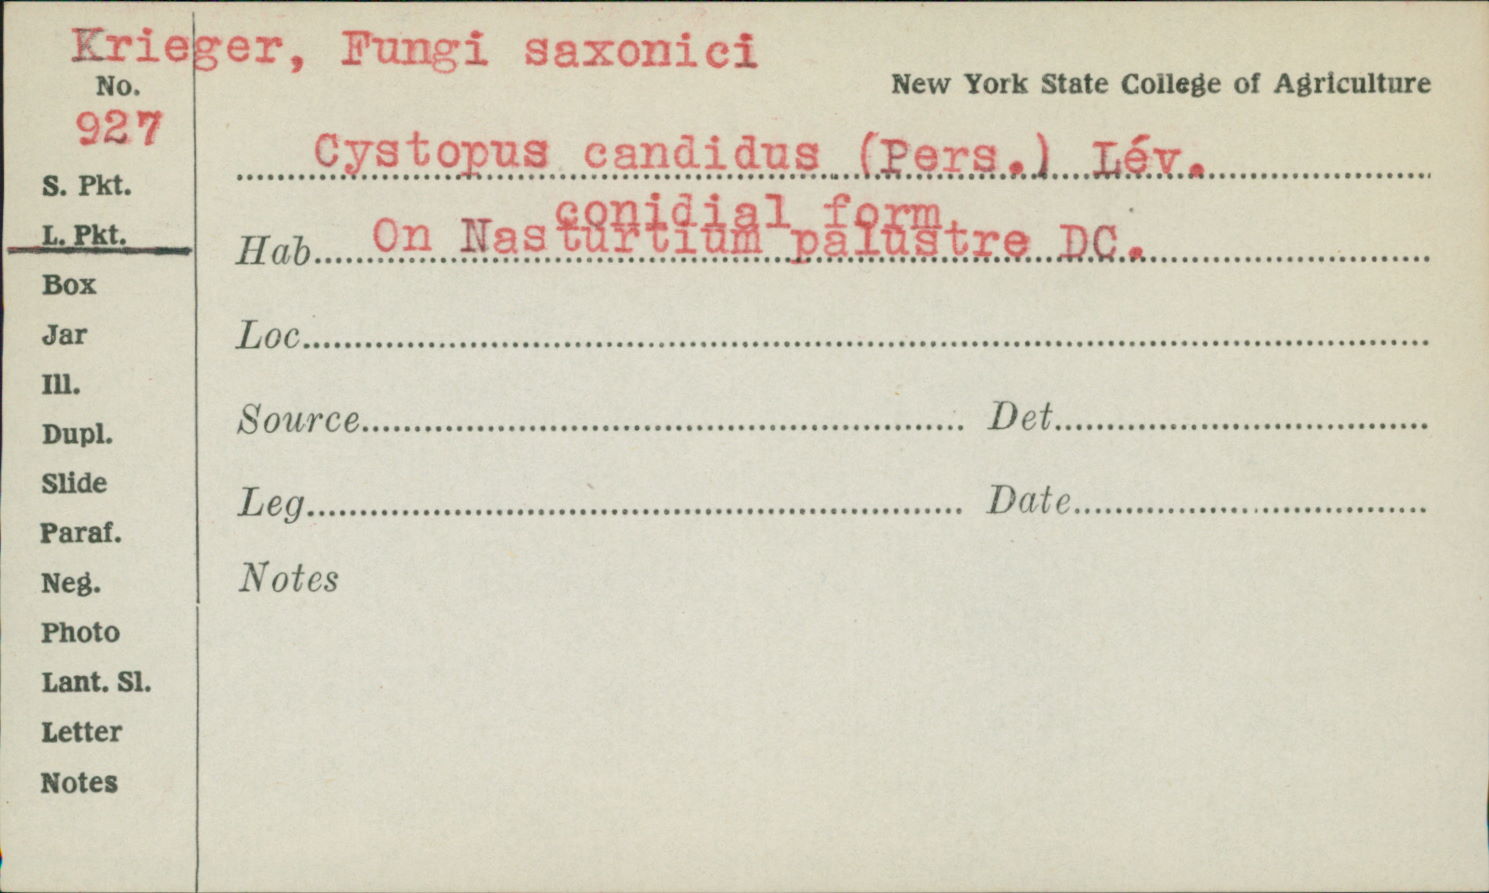 Krieger, Fungi saxonici
No.
927
New York State College of Agriculture
Cystopus candidus (Pers.) Lév.
conidial form
S. Pkt.
L. Pkt.
Box
Jar
Ill.
Dupl.
Slide
Paraf.
Neg.
Photo
Lant. Sl.
Letter
Notes
Hab. On Nasturtium palustre DC.
Loc.
Source
Det.
Leg.
Date
Notes